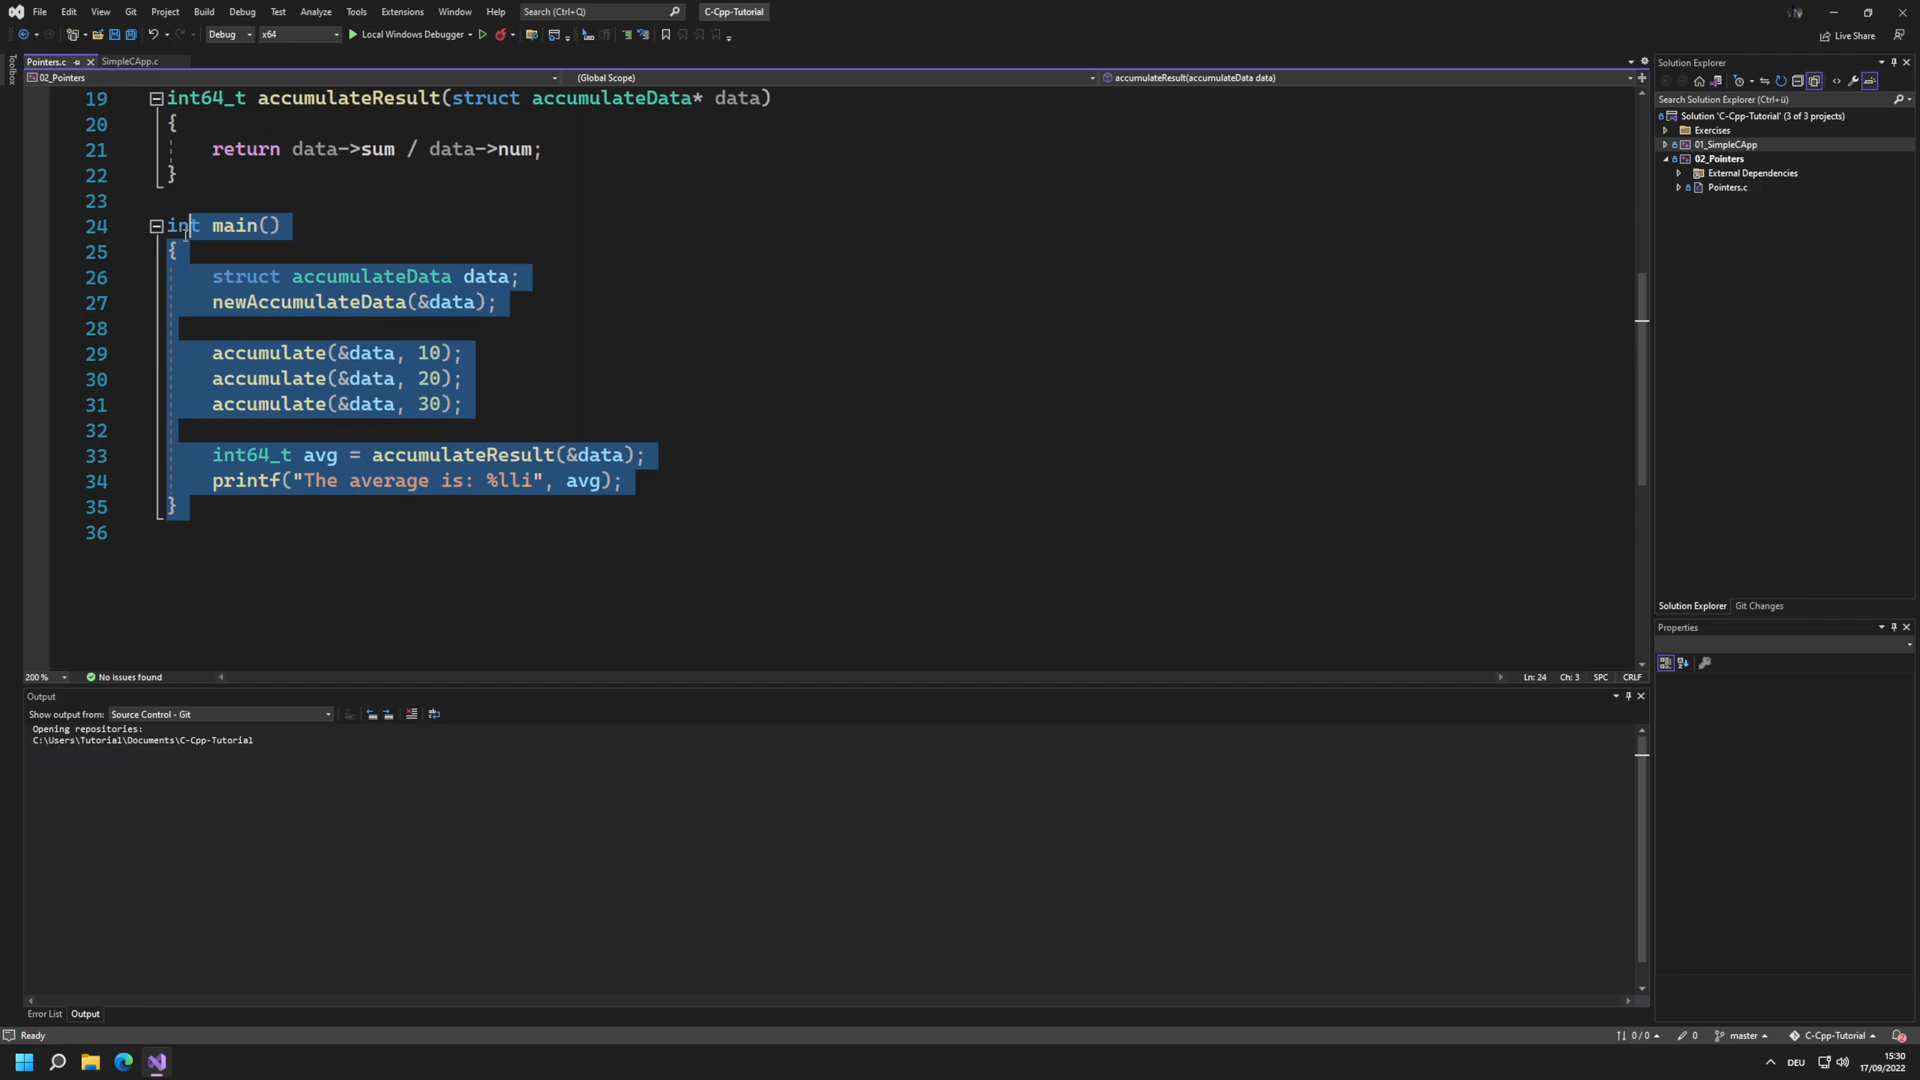 File Edit View Git Project Build Debug Test Analyze Tools Extensions Window Help Search (Ctrl+Q) C-Cpp-Tutorial
Debug x64 Local Windows Debugger Live Share
Toolbox
Pointers.c SimpleCApp.c
02_Pointers (Global Scope) accumulateResult(accumulateData data)
19 int64_t accumulateResult(struct accumulateData* data)
20 {
21 return data->sum / data->num;
22 }
23
24 int main()
25 {
26 struct accumulateData data;
27 newAccumulateData(&data);
28
29 accumulate(&data, 10);
30 accumulate(&data, 20);
31 accumulate(&data, 30);
32
33 int64_t avg = accumulateResult(&data);
34 printf("The average is: %lli", avg);
35 }
36
200 % No issues found Ln: 24 Ch: 3 SPC CRLF
Output
Show output from: Source Control - Git
Opening repositories:
C:\Users\Tutorial\Documents\C-Cpp-Tutorial
Error List Output
Solution Explorer
Search Solution Explorer (Ctrl+ü)
Solution 'C-Cpp-Tutorial' (3 of 3 projects)
Exercises
01_SimpleCApp
02_Pointers
External Dependencies
Pointers.c
Solution Explorer Git Changes
Properties
Ready 0 / 0 0 master C-Cpp-Tutorial 2
DEU 15:30
17/09/2022